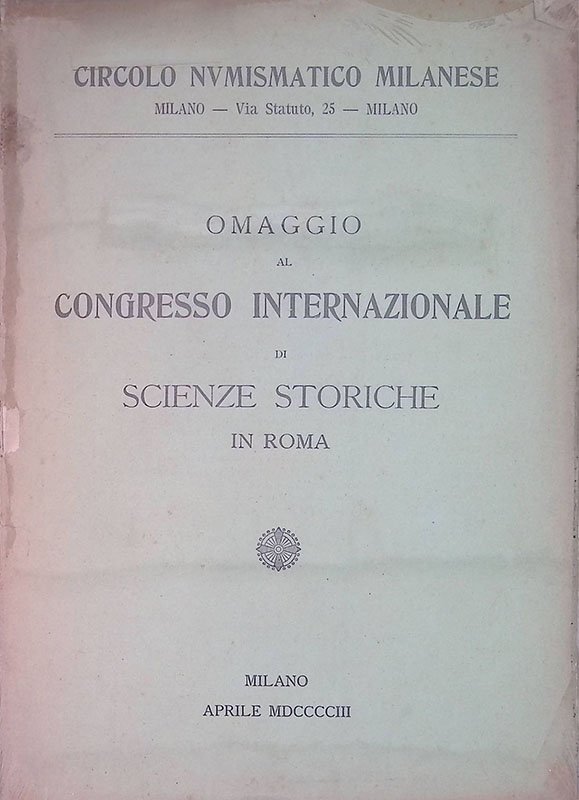 CIRCOLO NVMISMATICO MILANESE
MILANO — Via Statuto, 25 — MILANO
OMAGGIO
AL
CONGRESSO INTERNAZIONALE
DI
SCIENZE STORICHE
IN ROMA
MILANO
APRILE MDCCCCIII